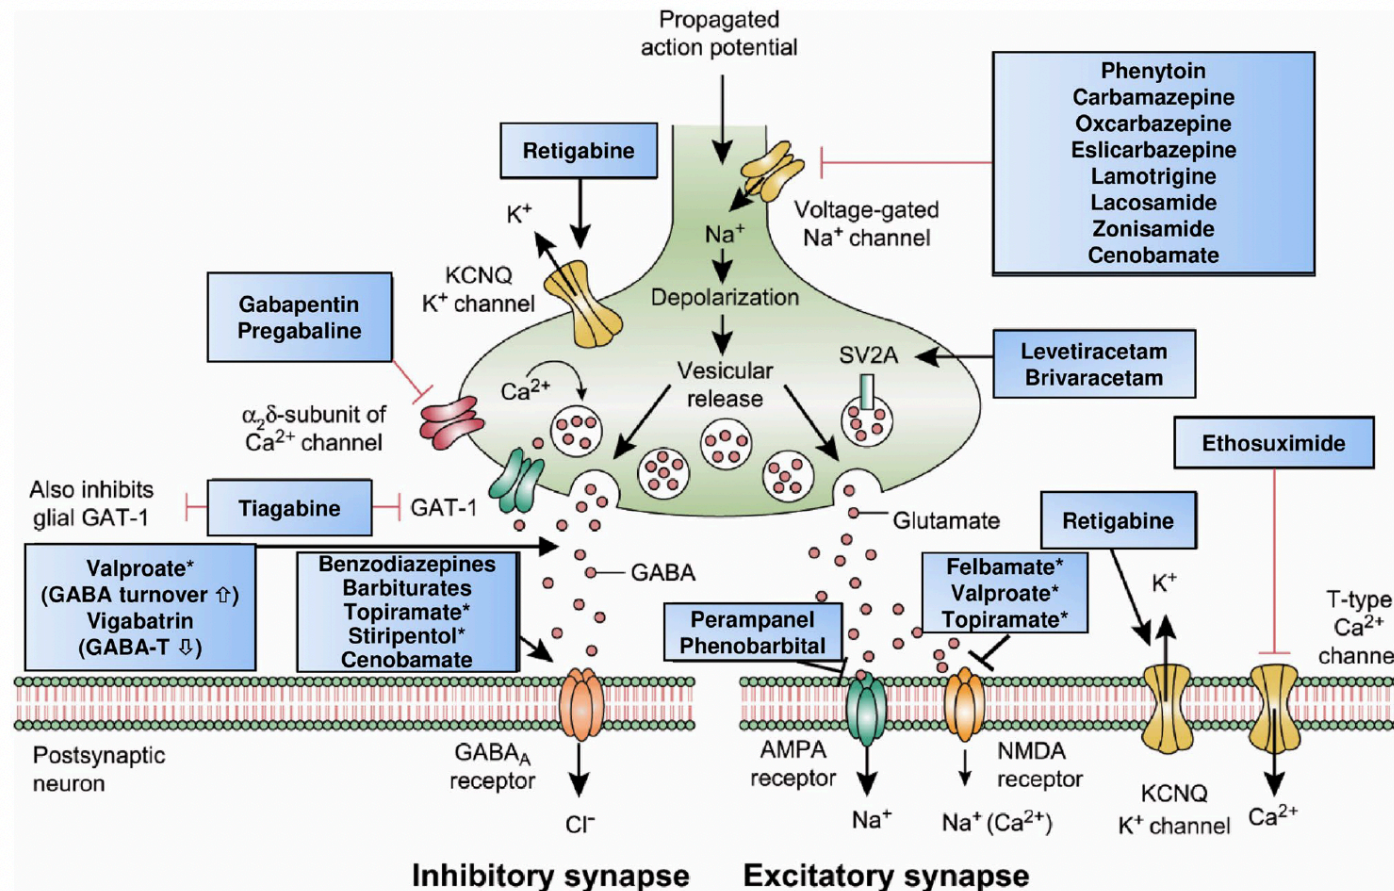 Propagated
action potential
Phenytoin
Carbamazepine
Oxcarbazepine
Eslicarbazepine
Lamotrigine
Lacosamide
Zonisamide
Cenobamate
Retigabine
K⁺
Voltage-gated
Na⁺ channel
Na⁺
KCNQ
K⁺ channel
Depolarization
Gabapentin
Pregabaline
Levetiracetam
Brivaracetam
SV2A
Vesicular
release
Ca²⁺
α₂δ-subunit of
Ca²⁺ channel
Ethosuximide
Also inhibits
glial GAT-1
Tiagabine
GAT-1
Glutamate
Retigabine
Valproate*
(GABA turnover ⇧)
Vigabatrin
(GABA-T ⇩)
Benzodiazepines
Barbiturates
Topiramate*
Stiripentol*
Cenobamate
GABA
Felbamate*
Valproate*
Topiramate*
Perampanel
Phenobarbital
K⁺
T-type
Ca²⁺
channel
Postsynaptic
neuron
GABA_A
receptor
AMPA
receptor
NMDA
receptor
KCNQ
K⁺ channel
Cl⁻
Na⁺
Na⁺ (Ca²⁺)
Ca²⁺
Inhibitory synapse
Excitatory synapse